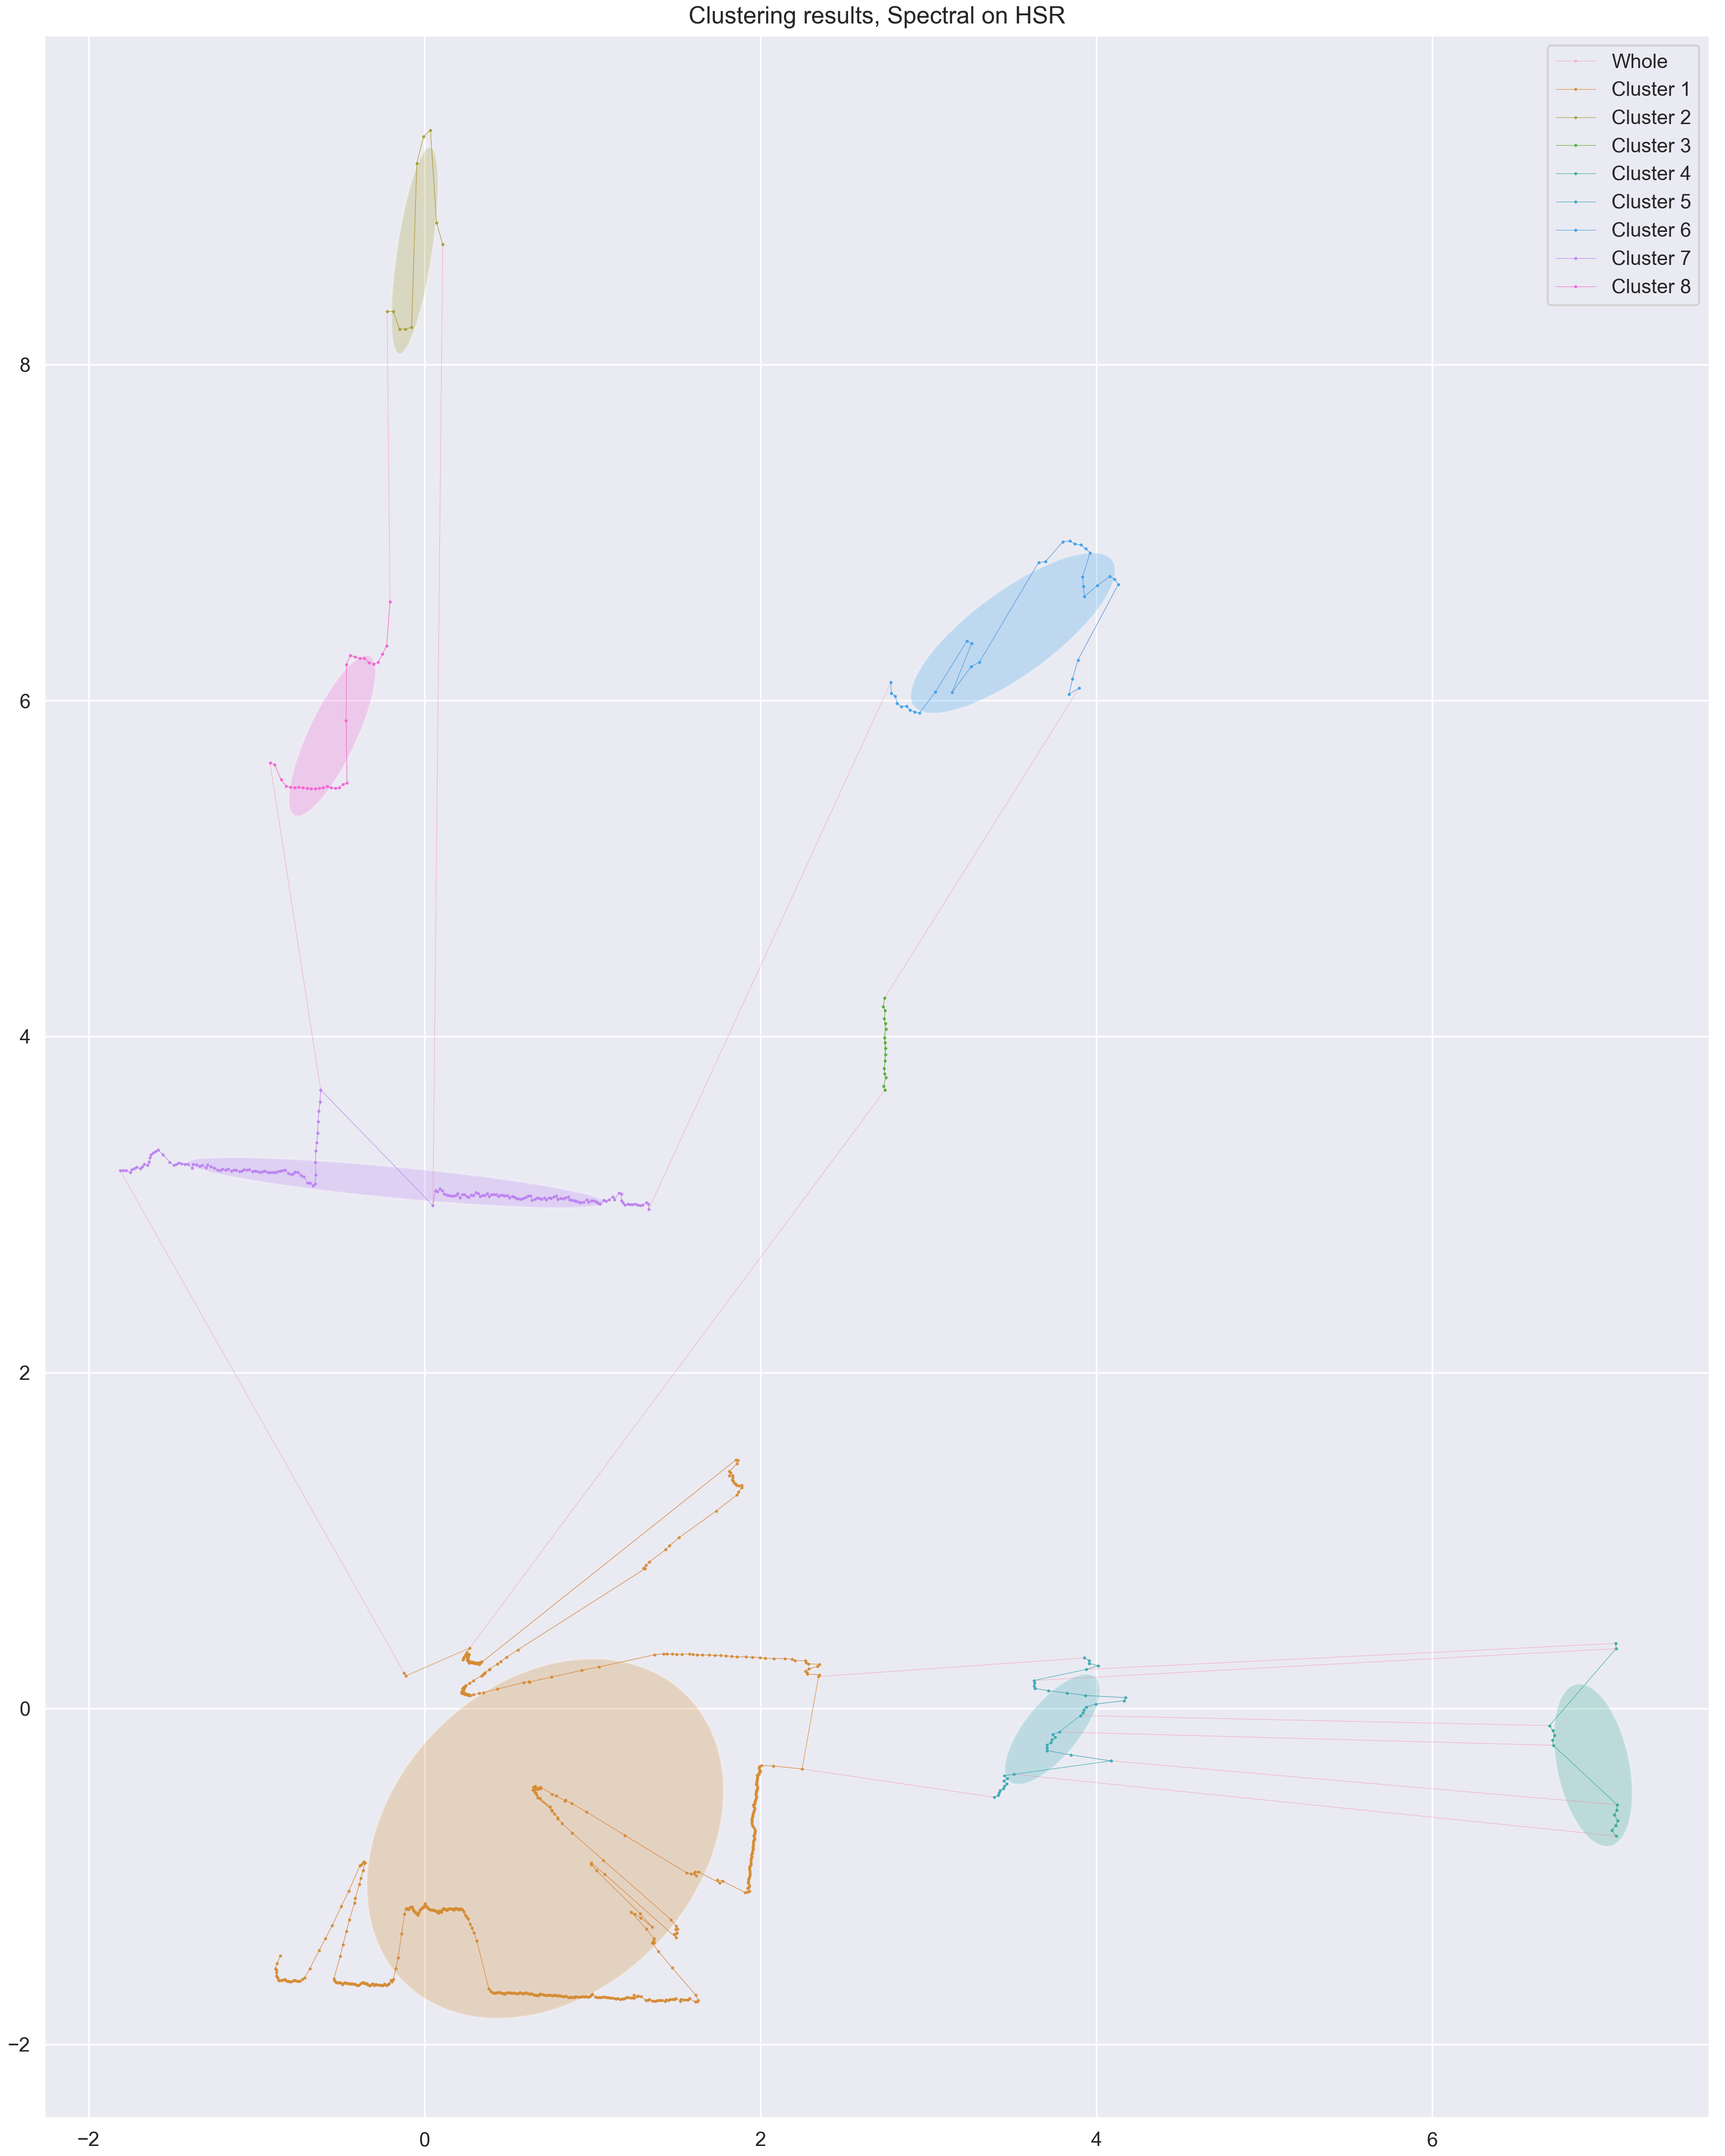 Clustering results, Spectral on HSR
Whole
Cluster 1
Cluster 2
Cluster 3
Cluster 4
Cluster 5
Cluster 6
Cluster 7
Cluster 8
8
6
4
2
0
−2
−2 0 2 4 6